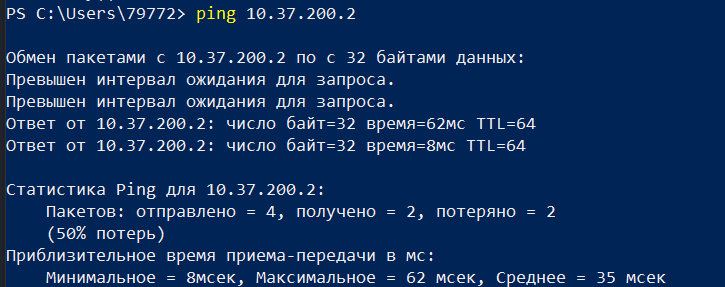 PS C:\Users\79772> ping 10.37.200.2
Обмен пакетами с 10.37.200.2 по с 32 байтами данных:
Превышен интервал ожидания для запроса.
Превышен интервал ожидания для запроса.
Ответ от 10.37.200.2: число байт=32 время=62мс TTL=64
Ответ от 10.37.200.2: число байт=32 время=8мс TTL=64
Статистика Ping для 10.37.200.2:
Пакетов: отправлено = 4, получено = 2, потеряно = 2
(50% потерь)
Приблизительное время приема-передачи в мс:
Минимальное = 8мсек, Максимальное = 62 мсек, Среднее = 35 мсек